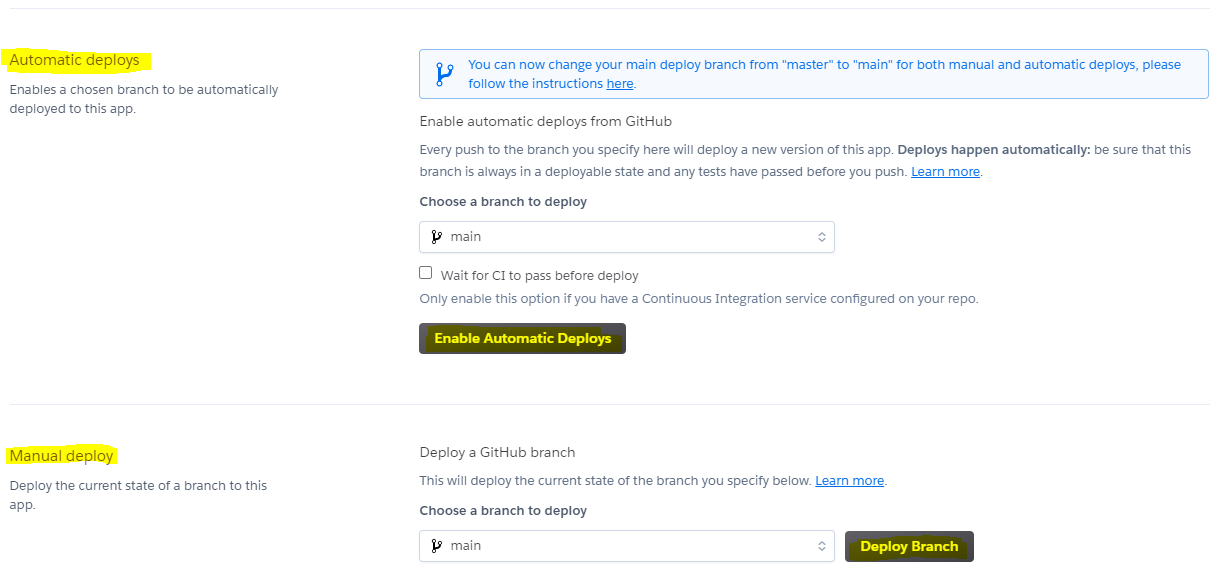 Automatic deploys
Enables a chosen branch to be automatically
deployed to this app.
You can now change your main deploy branch from "master" to "main" for both manual and automatic deploys, please
follow the instructions here.
Enable automatic deploys from GitHub
Every push to the branch you specify here will deploy a new version of this app. Deploys happen automatically: be sure that this
branch is always in a deployable state and any tests have passed before you push. Learn more.
Choose a branch to deploy
main
Wait for CI to pass before deploy
Only enable this option if you have a Continuous Integration service configured on your repo.
Enable Automatic Deploys
Manual deploy
Deploy the current state of a branch to this
app.
Deploy a GitHub branch
This will deploy the current state of the branch you specify below. Learn more.
Choose a branch to deploy
main
Deploy Branch